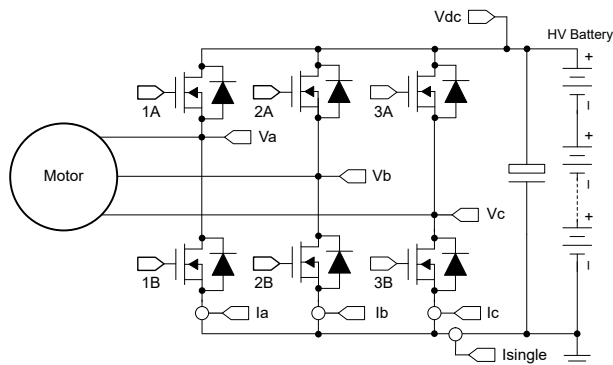 Vdc
HV Battery
+
1A
2A
3A
−
Va
+
Motor
Vb
−
Vc
+
1B
2B
3B
−
Ia
Ib
Ic
Isingle